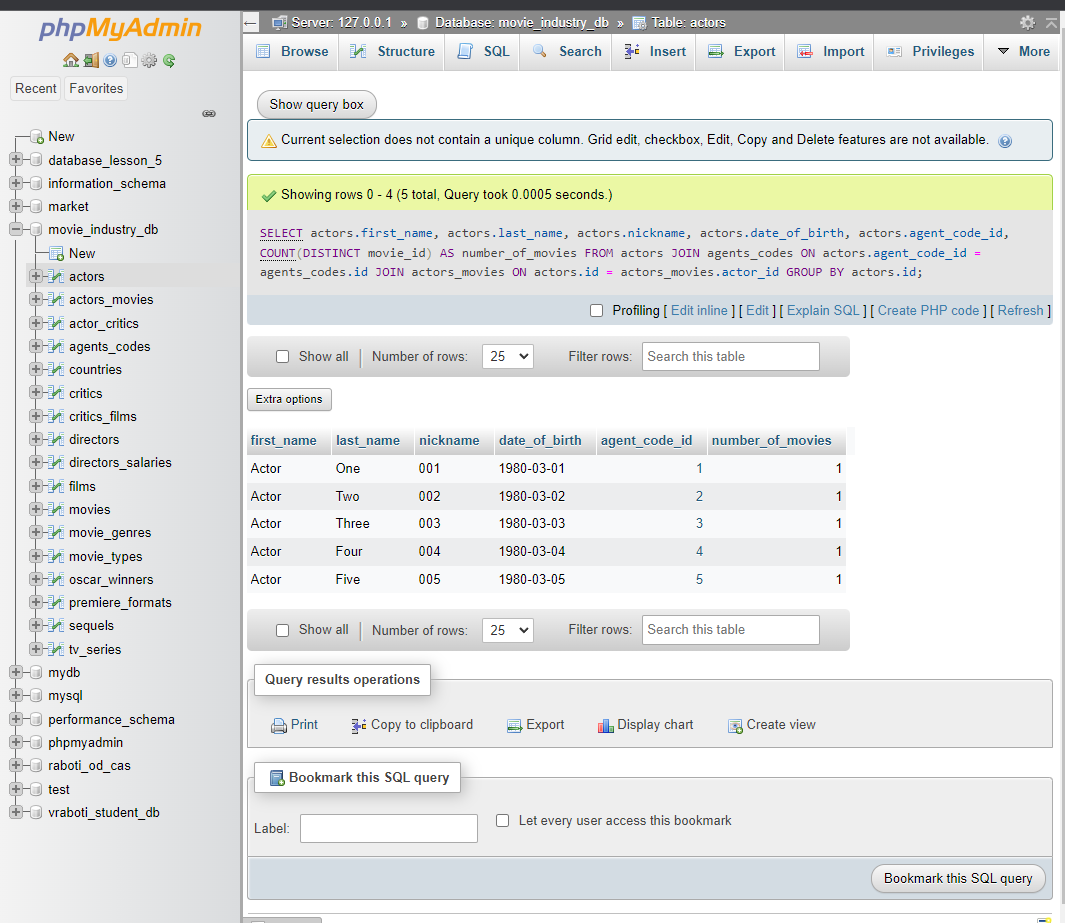 phpMyAdmin
Recent Favorites
New
database_lesson_5
information_schema
market
movie_industry_db
New
actors
actors_movies
actor_critics
agents_codes
countries
critics
critics_films
directors
directors_salaries
films
movies
movie_genres
movie_types
oscar_winners
premiere_formats
sequels
tv_series
mydb
mysql
performance_schema
phpmyadmin
raboti_od_cas
test
vraboti_student_db
Server: 127.0.0.1 » Database: movie_industry_db » Table: actors
Browse Structure SQL Search Insert Export Import Privileges More
Show query box
Current selection does not contain a unique column. Grid edit, checkbox, Edit, Copy and Delete features are not available.
Showing rows 0 - 4 (5 total, Query took 0.0005 seconds.)
SELECT actors.first_name, actors.last_name, actors.nickname, actors.date_of_birth, actors.agent_code_id,
COUNT(DISTINCT movie_id) AS number_of_movies FROM actors JOIN agents_codes ON actors.agent_code_id =
agents_codes.id JOIN actors_movies ON actors.id = actors_movies.actor_id GROUP BY actors.id;
Profiling [ Edit inline ] [ Edit ] [ Explain SQL ] [ Create PHP code ] [ Refresh ]
Show all Number of rows: 25 Filter rows: Search this table
Extra options
first_name last_name nickname date_of_birth agent_code_id number_of_movies
Actor One 001 1980-03-01 1 1
Actor Two 002 1980-03-02 2 1
Actor Three 003 1980-03-03 3 1
Actor Four 004 1980-03-04 4 1
Actor Five 005 1980-03-05 5 1
Show all Number of rows: 25 Filter rows: Search this table
Query results operations
Print Copy to clipboard Export Display chart Create view
Bookmark this SQL query
Label: Let every user access this bookmark
Bookmark this SQL query